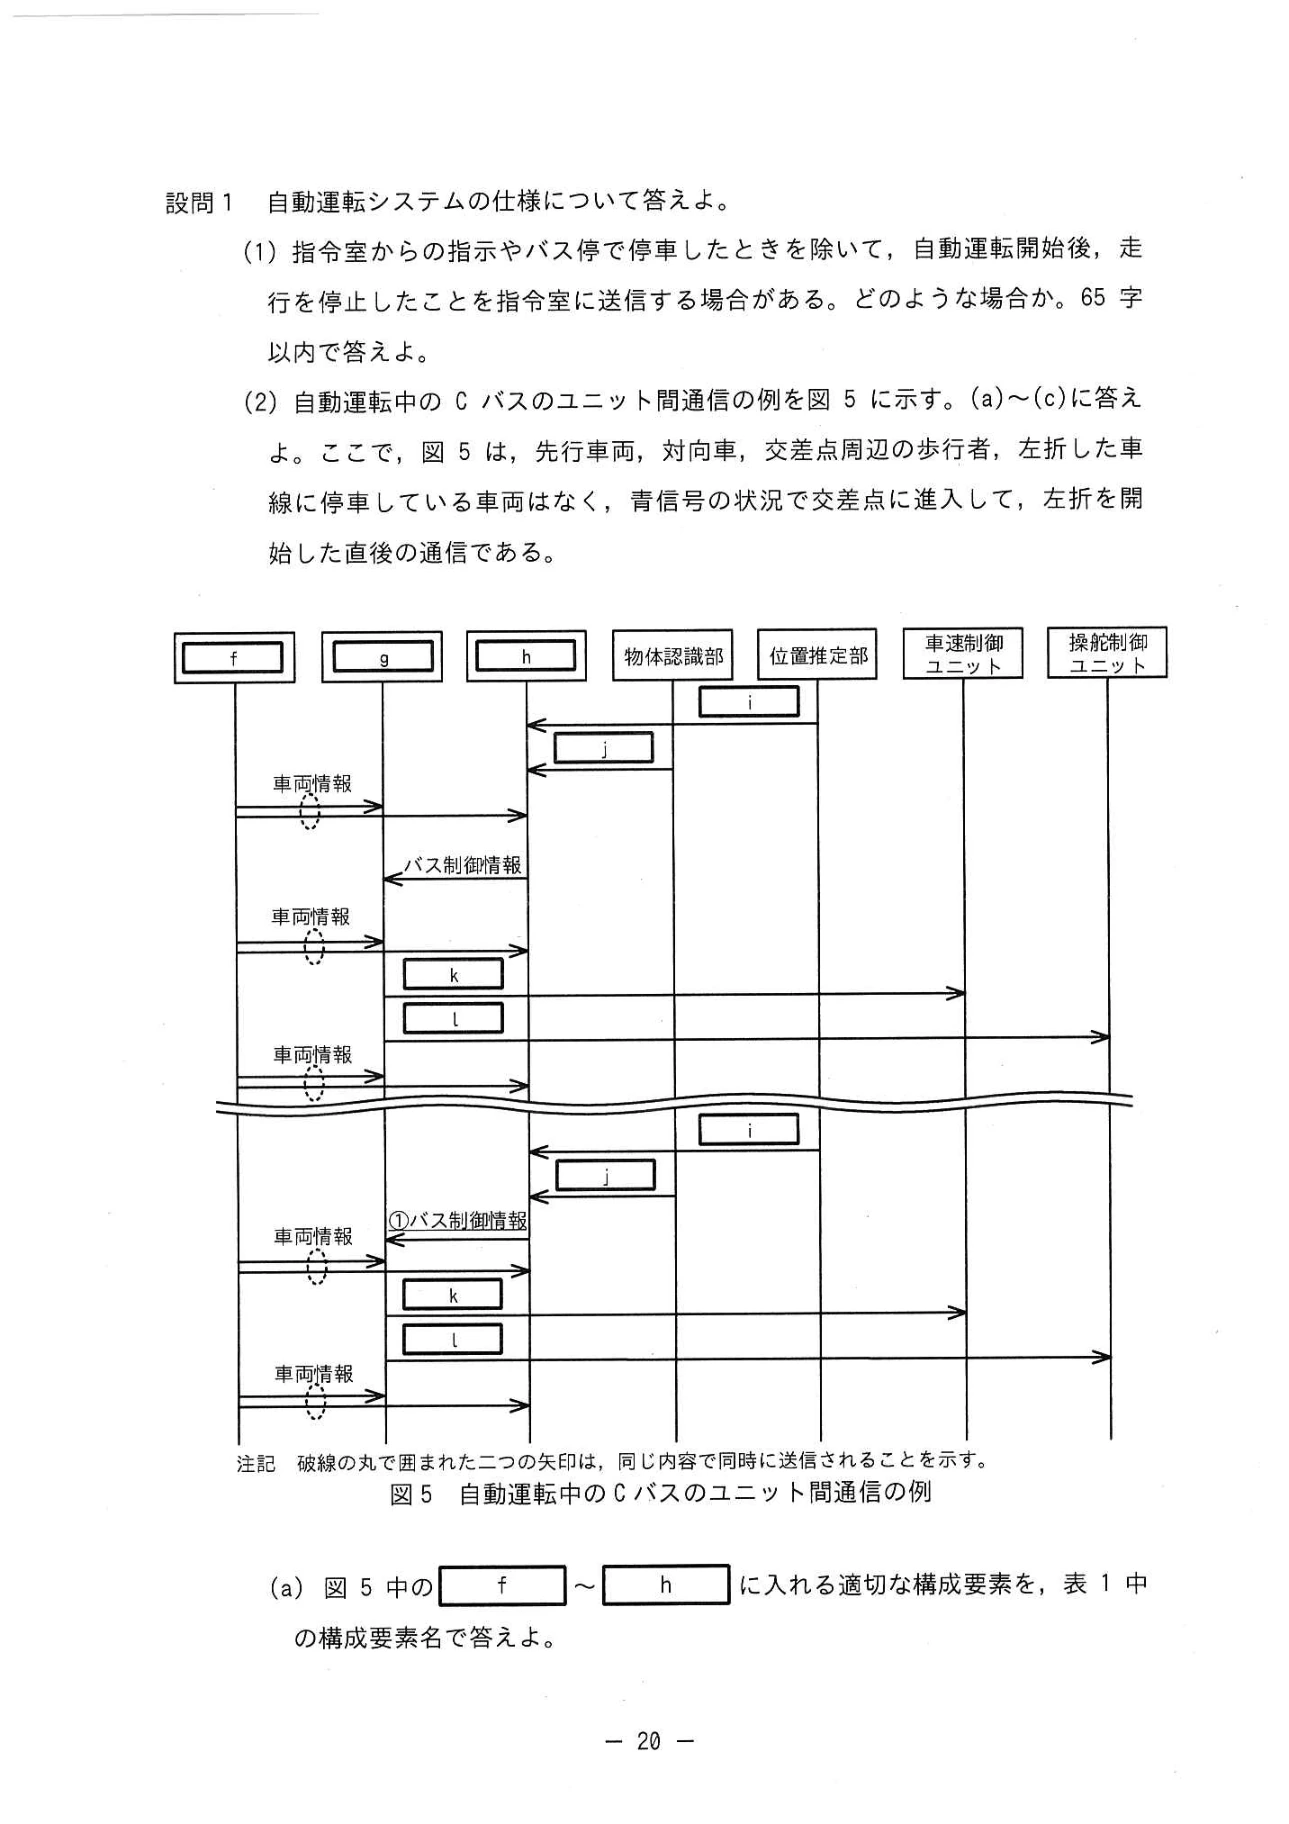 設問1 自動運転システムの仕様について答えよ。
(1) 指令室からの指示やバス停で停車したときを除いて，自動運転開始後，走
行を停止したことを指令室に送信する場合がある。どのような場合か。65 字
以内で答えよ。
(2) 自動運転中の C バスのユニット間通信の例を図 5 に示す。(a)～(c)に答え
よ。ここで，図 5 は，先行車両，対向車，交差点周辺の歩行者，左折した車
線に停車している車両はなく，青信号の状況で交差点に進入して，左折を開
始した直後の通信である。
f g h 物体認識部 位置推定部 車速制御ユニット 操舵制御ユニット
i
j
車両情報
バス制御情報
車両情報
k
l
車両情報
i
j
①バス制御情報
車両情報
k
l
車両情報
注記 破線の丸で囲まれた二つの矢印は，同じ内容で同時に送信されることを示す。
図5 自動運転中のCバスのユニット間通信の例
(a) 図 5 中の f ～ h に入れる適切な構成要素を，表 1 中
の構成要素名で答えよ。
－ 20 －